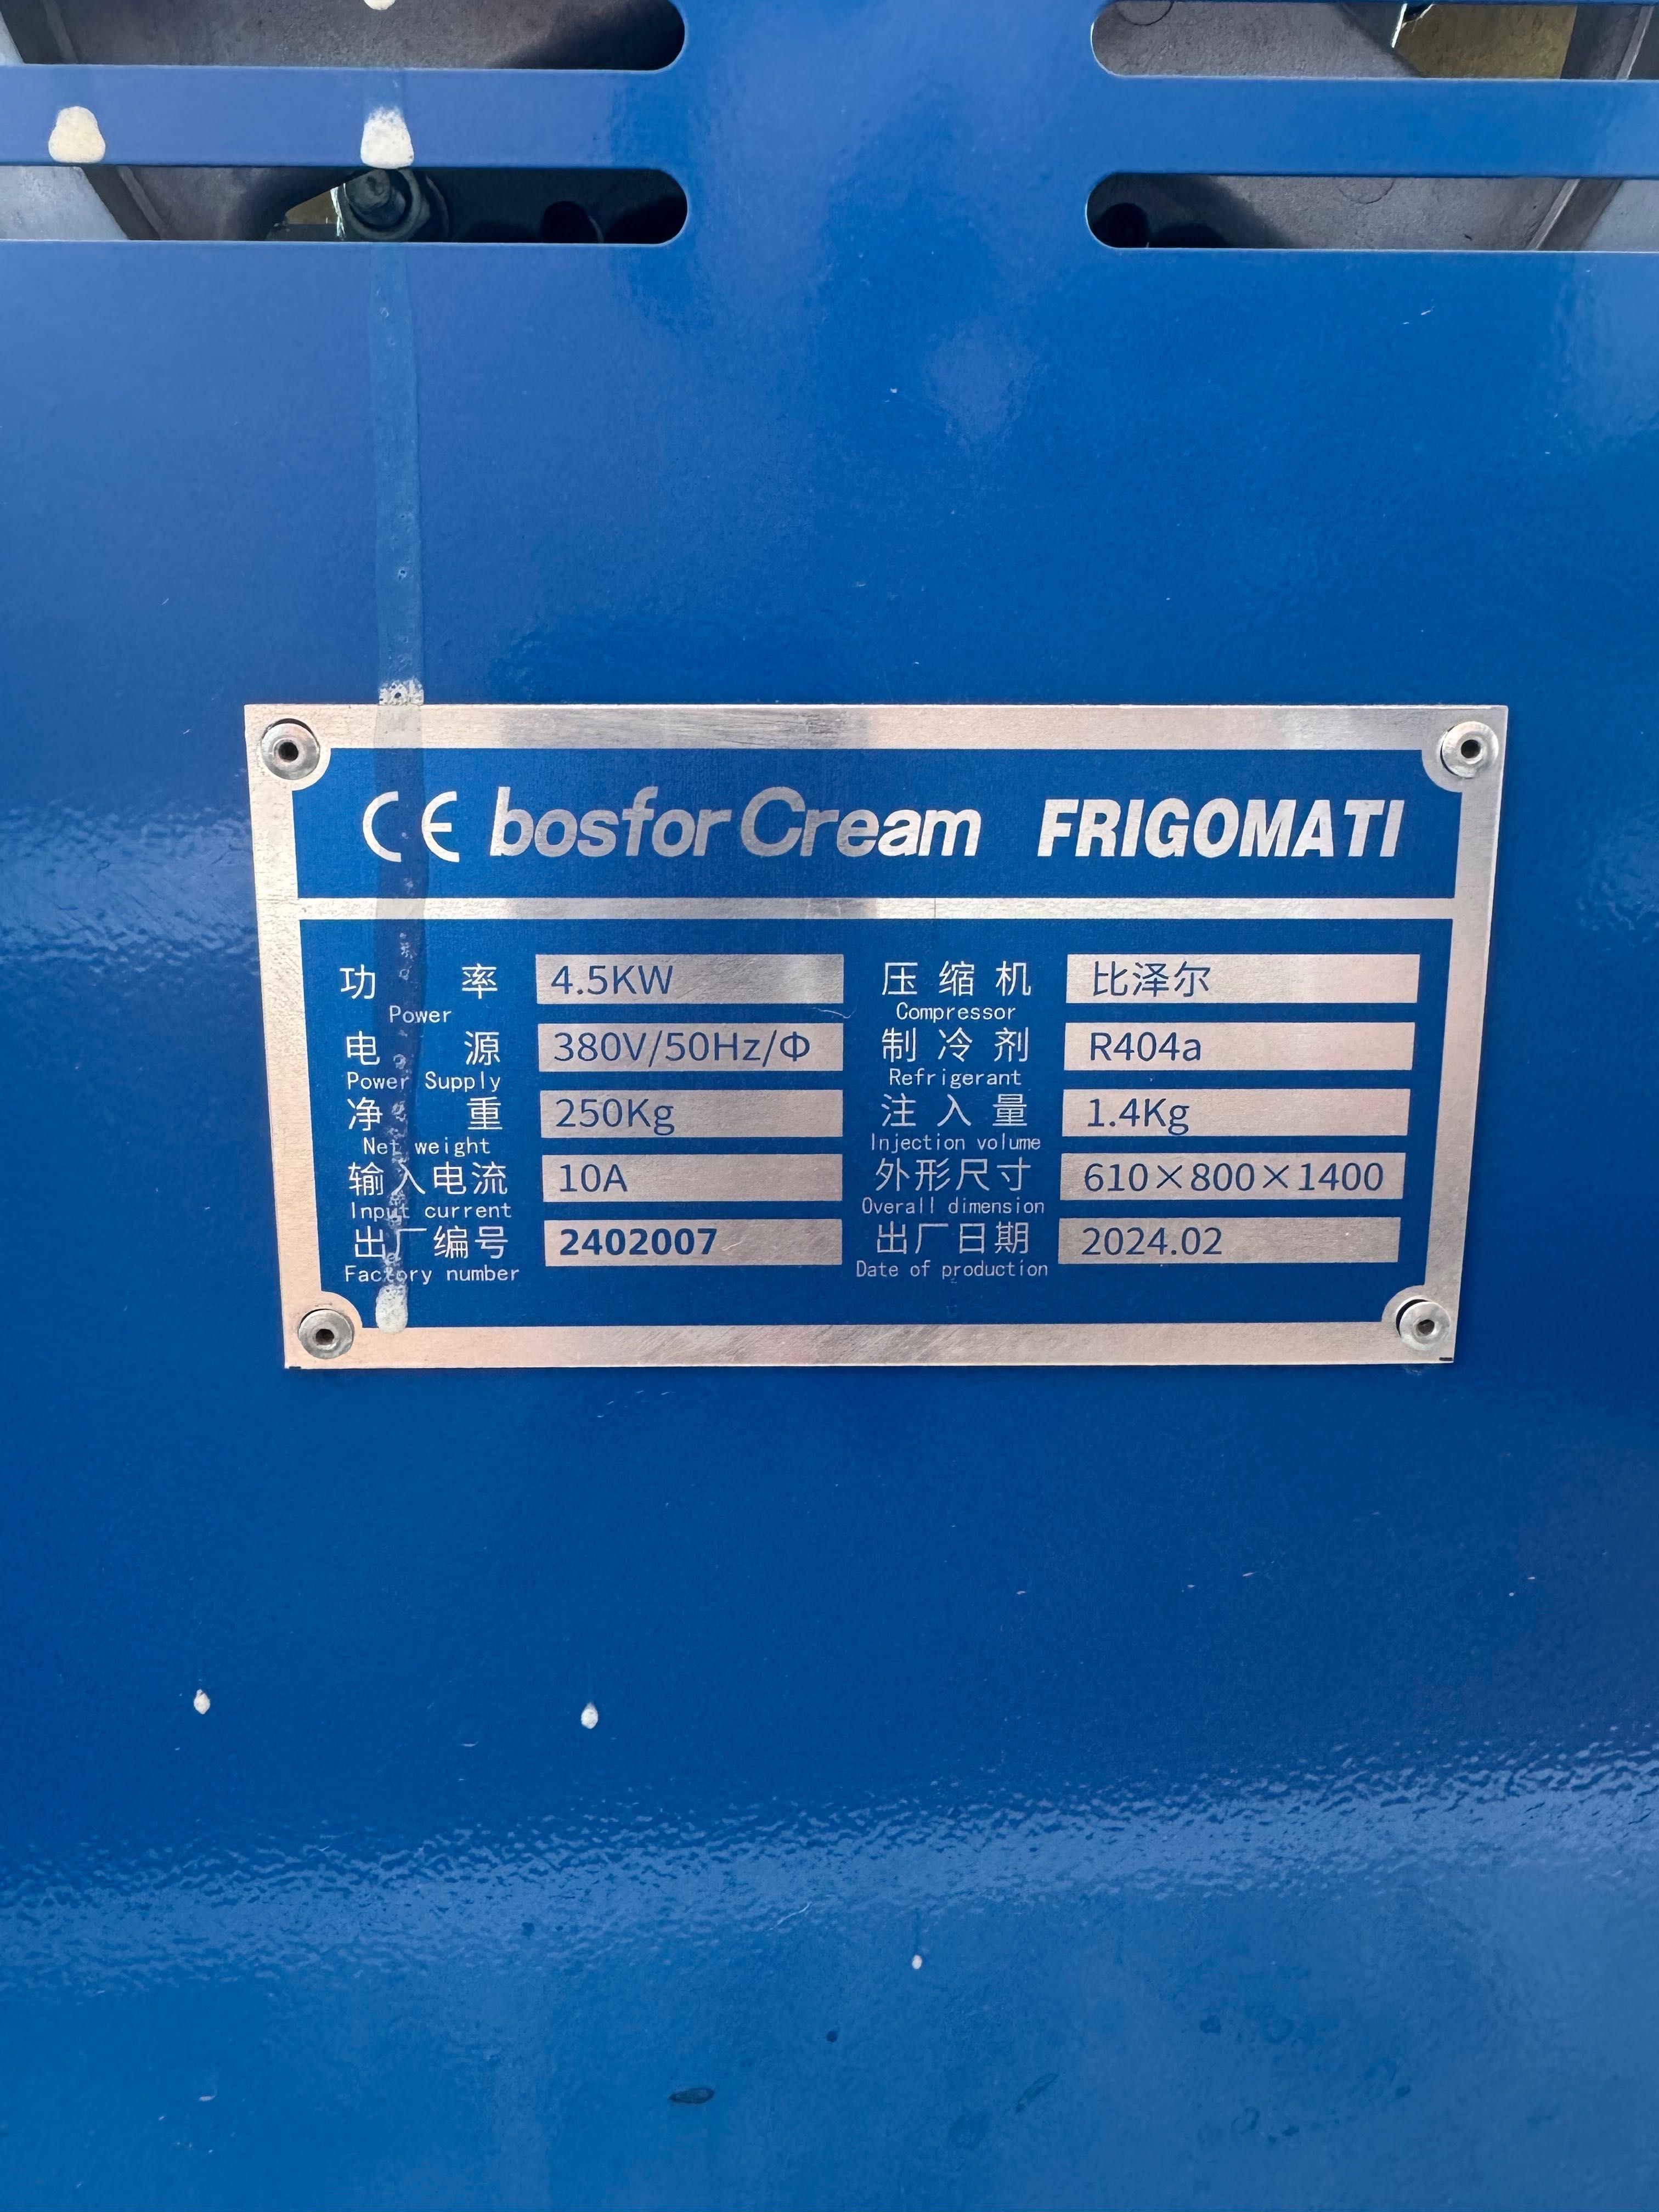 CE bosforCream FRIGOMATI
功率 4.5KW 压缩机 比泽尔
Power Compressor
电源 380V/50Hz/Φ 制冷剂 R404a
Power Supply Refrigerant
净重 250Kg 注入量 1.4Kg
Net weight Injection volume
输入电流 10A 外形尺寸 610×800×1400
Input current Overall dimension
出厂编号 2402007 出厂日期 2024.02
Factory number Date of production